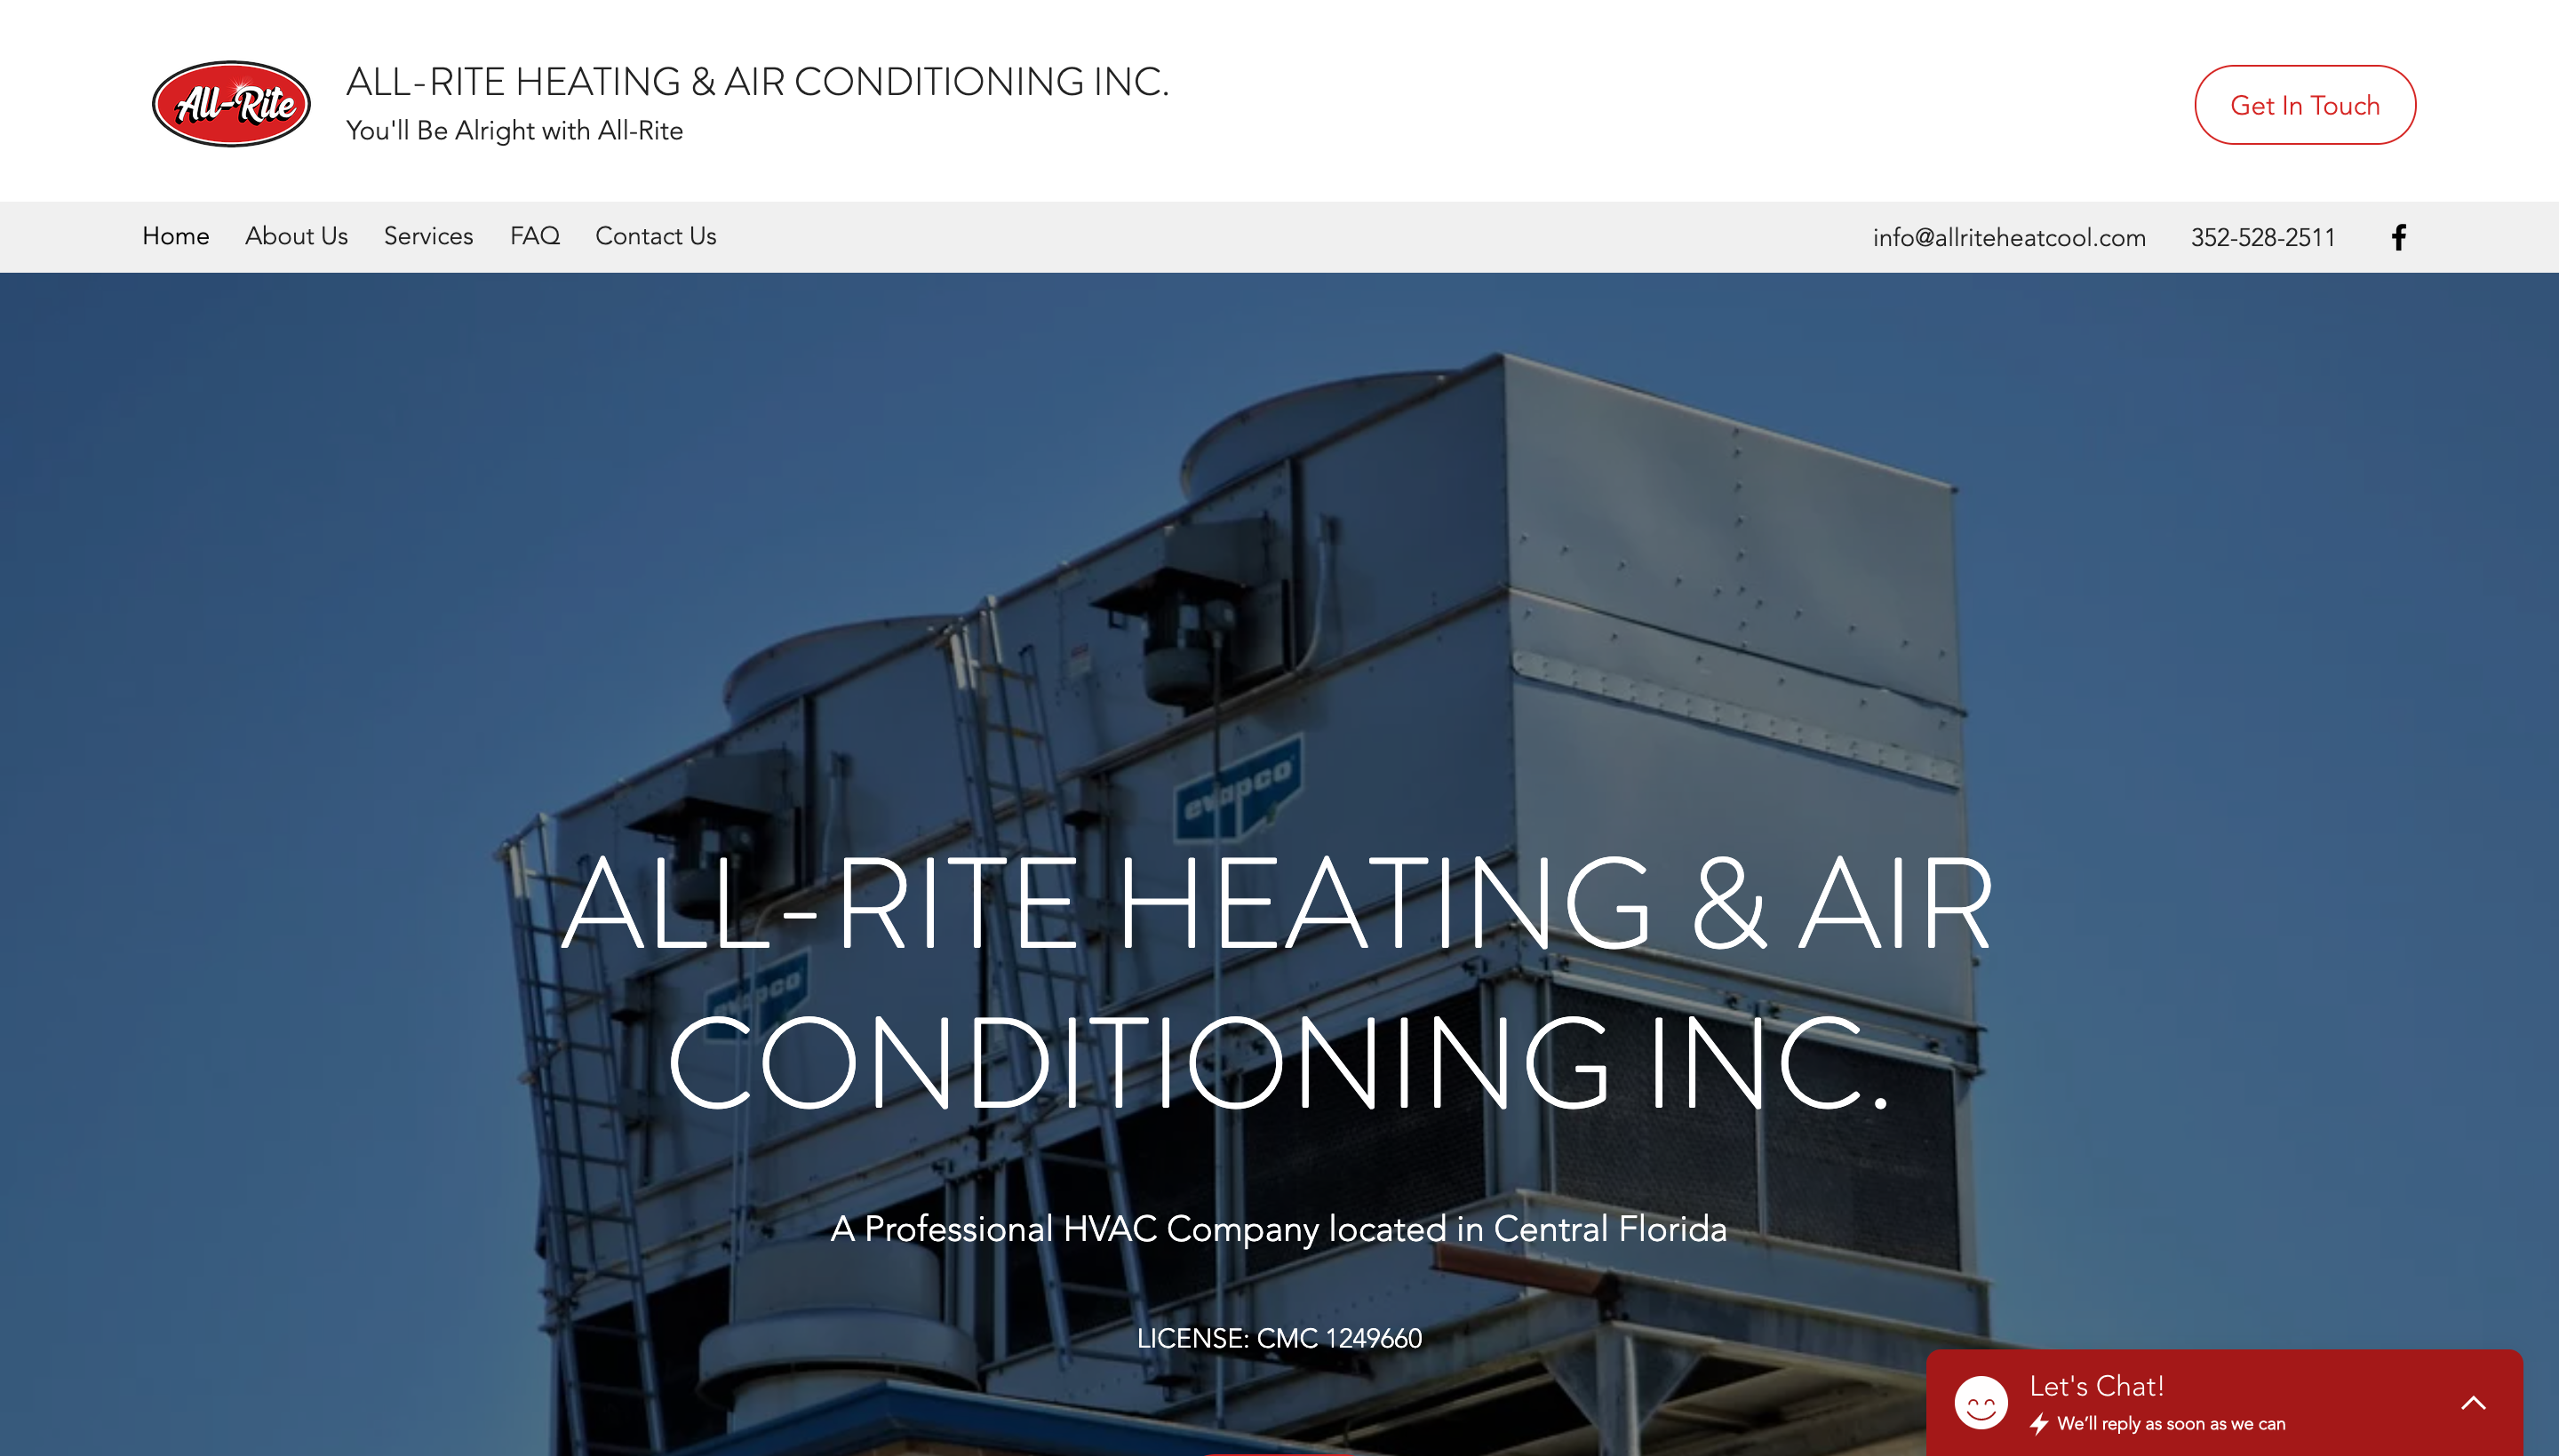 All-Rite
ALL-RITE HEATING & AIR CONDITIONING INC.
You'll Be Alright with All-Rite
Get In Touch
Home About Us Services FAQ Contact Us
info@allriteheatcool.com 352-528-2511
evapco
evapco
ALL-RITE HEATING & AIR
CONDITIONING INC.
A Professional HVAC Company located in Central Florida
LICENSE: CMC 1249660
Let's Chat!
We'll reply as soon as we can